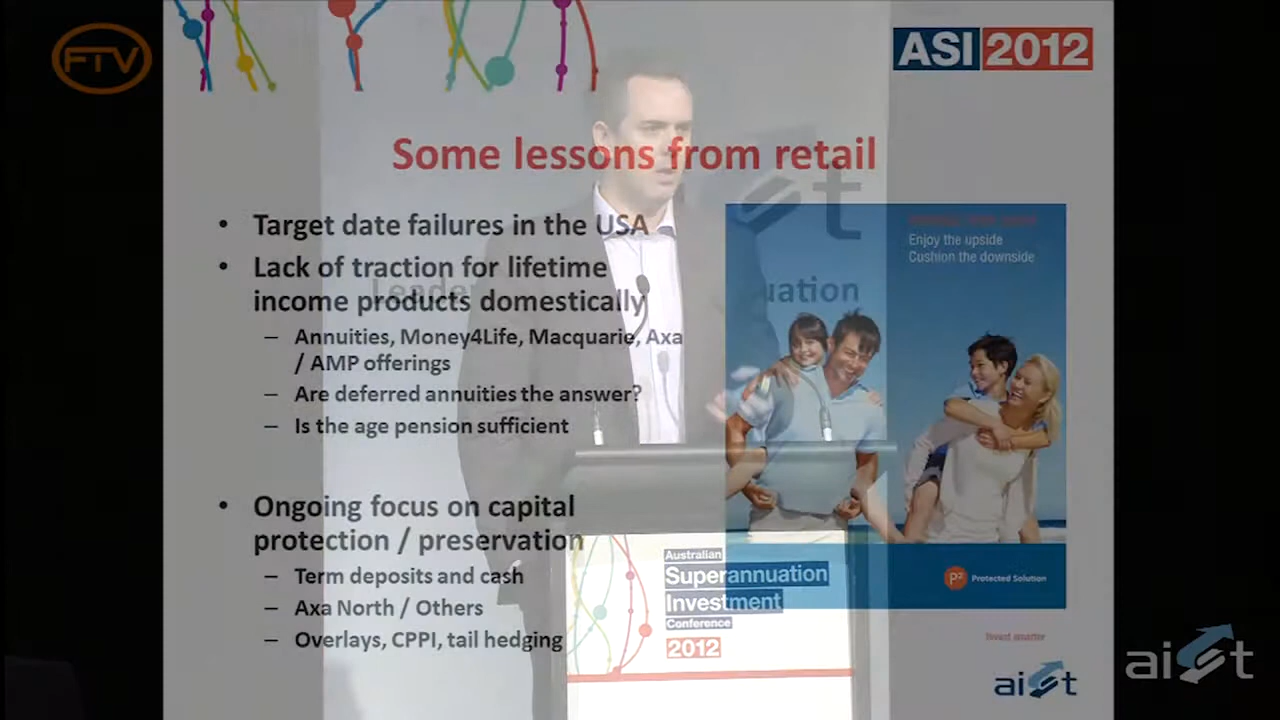 FTV
ASI 2012
Some lessons from retail
• Target date failures in the USA
• Lack of traction for lifetime
income products domestically
– Annuities, Money4Life, Macquarie, Axa
/ AMP offerings
– Are deferred annuities the answer?
– Is the age pension sufficient
• Ongoing focus on capital
protection / preservation
– Term deposits and cash
– Axa North / Others
– Overlays, CPPI, tail hedging
Enjoy the upside
Cushion the downside
uation
Leader
Protected Solution
Australian
Superannuation
Investment
Conference
2012
aist
aist